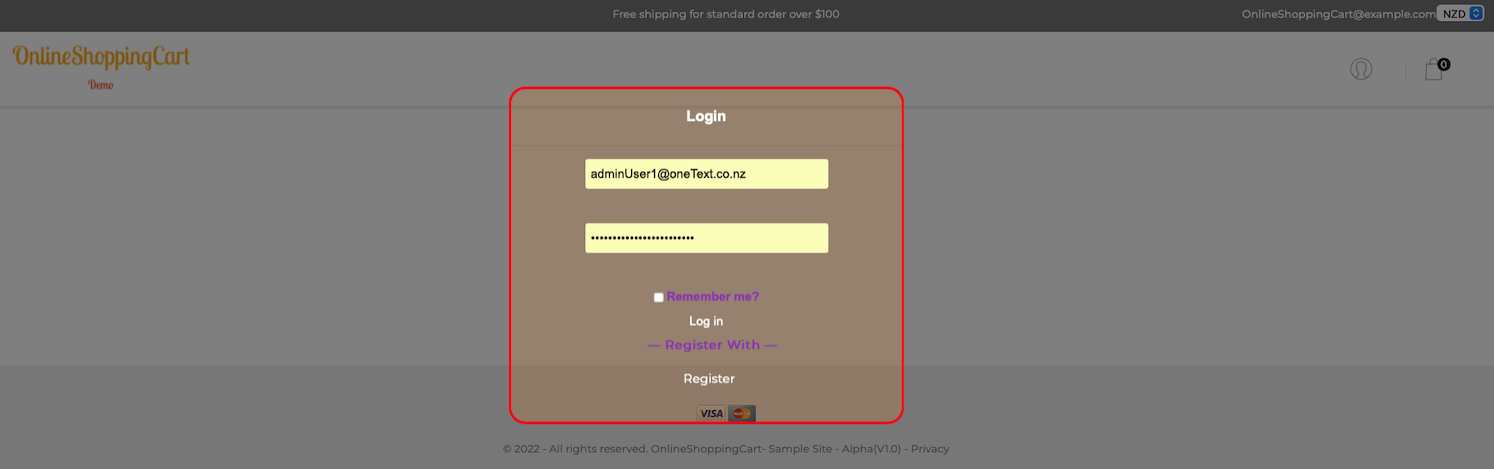 Free shipping for standard order over $100
OnlineShoppingCart@example.com NZD
OnlineShoppingCart
Demo
0
Login
adminUser1@oneText.co.nz
••••••••••••••••••••••••
Remember me?
Log in
— Register With —
Register
VISA MasterCard
© 2022 - All rights reserved. OnlineShoppingCart- Sample Site - Alpha(V1.0) - Privacy